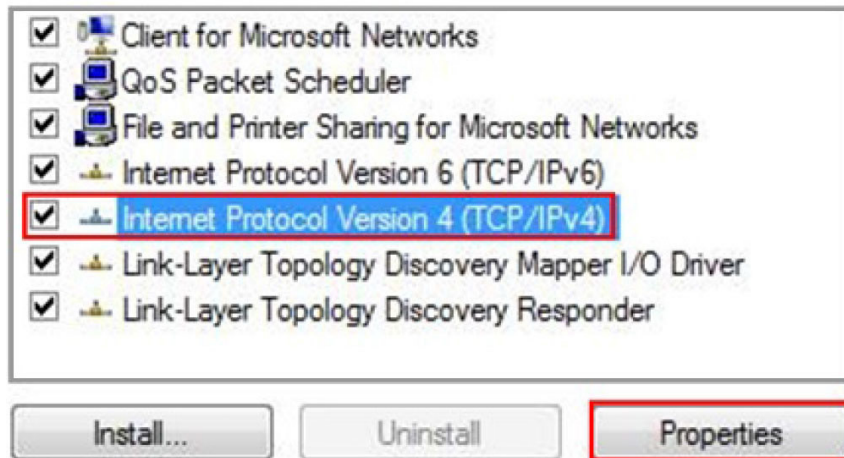 Client for Microsoft Networks
QoS Packet Scheduler
File and Printer Sharing for Microsoft Networks
Internet Protocol Version 6 (TCP/IPv6)
Internet Protocol Version 4 (TCP/IPv4)
Link-Layer Topology Discovery Mapper I/O Driver
Link-Layer Topology Discovery Responder
Install... Uninstall Properties